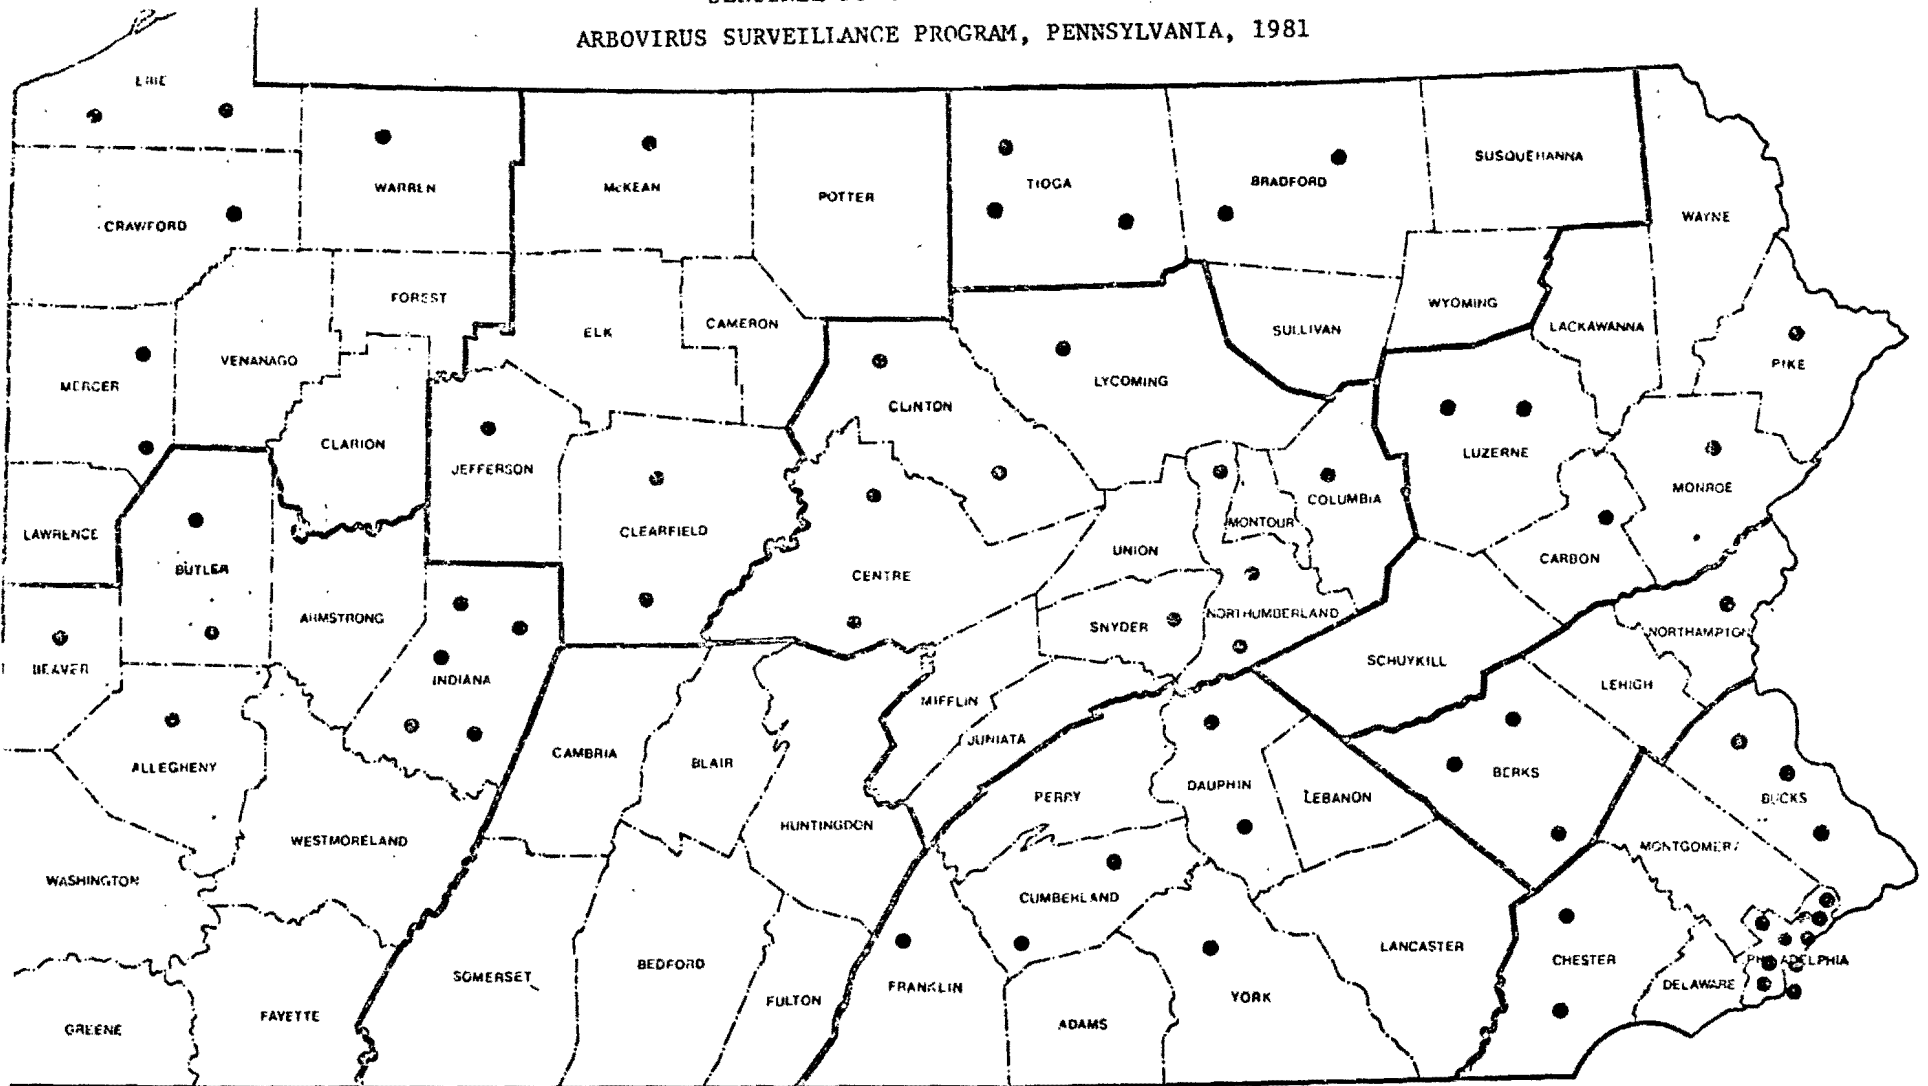 ARBOVIRUS SURVEILLANCE PROGRAM, PENNSYLVANIA, 1981
ERIE
WARREN
McKEAN
POTTER
TIOGA
BRADFORD
SUSQUEHANNA
WAYNE
CRAWFORD
FOREST
ELK
CAMERON
SULLIVAN
WYOMING
LACKAWANNA
PIKE
MERCER
VENANAGO
CLINTON
LYCOMING
CLARION
JEFFERSON
LUZERNE
MONROE
COLUMBIA
LAWRENCE
CLEARFIELD
MONTOUR
UNION
CARBON
BUTLER
CENTRE
ARMSTRONG
SNYDER
NORTHUMBERLAND
NORTHAMPTON
BEAVER
INDIANA
SCHUYKILL
LEHIGH
MIFFLIN
JUNIATA
ALLEGHENY
CAMBRIA
BLAIR
PERRY
DAUPHIN
LEBANON
BERKS
BUCKS
WESTMORELAND
HUNTINGDON
MONTGOMERY
WASHINGTON
CUMBERLAND
SOMERSET
BEDFORD
FULTON
FRANKLIN
LANCASTER
CHESTER
PHILADELPHIA
DELAWARE
YORK
GREENE
FAYETTE
ADAMS